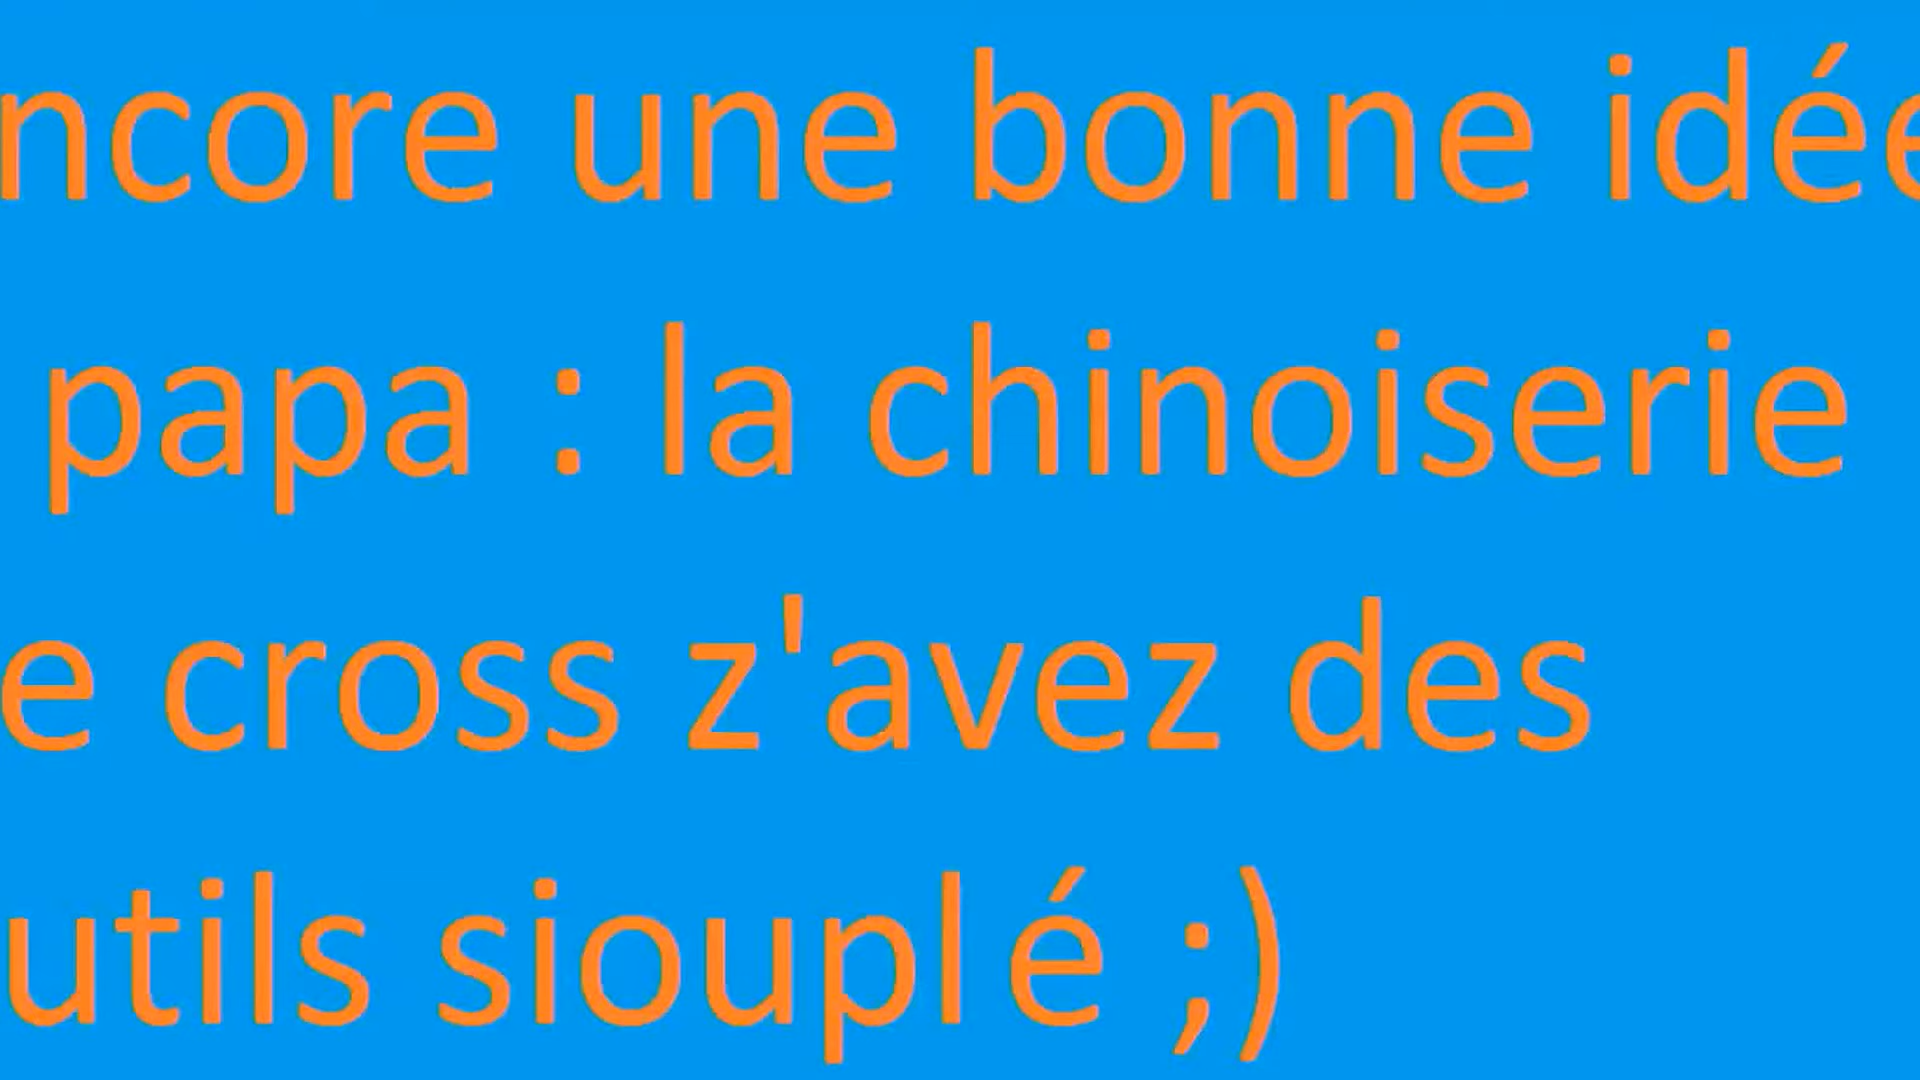 ncore une bonne idée
papa : la chinoiserie
e cross z'avez des
utils siouplé ;)